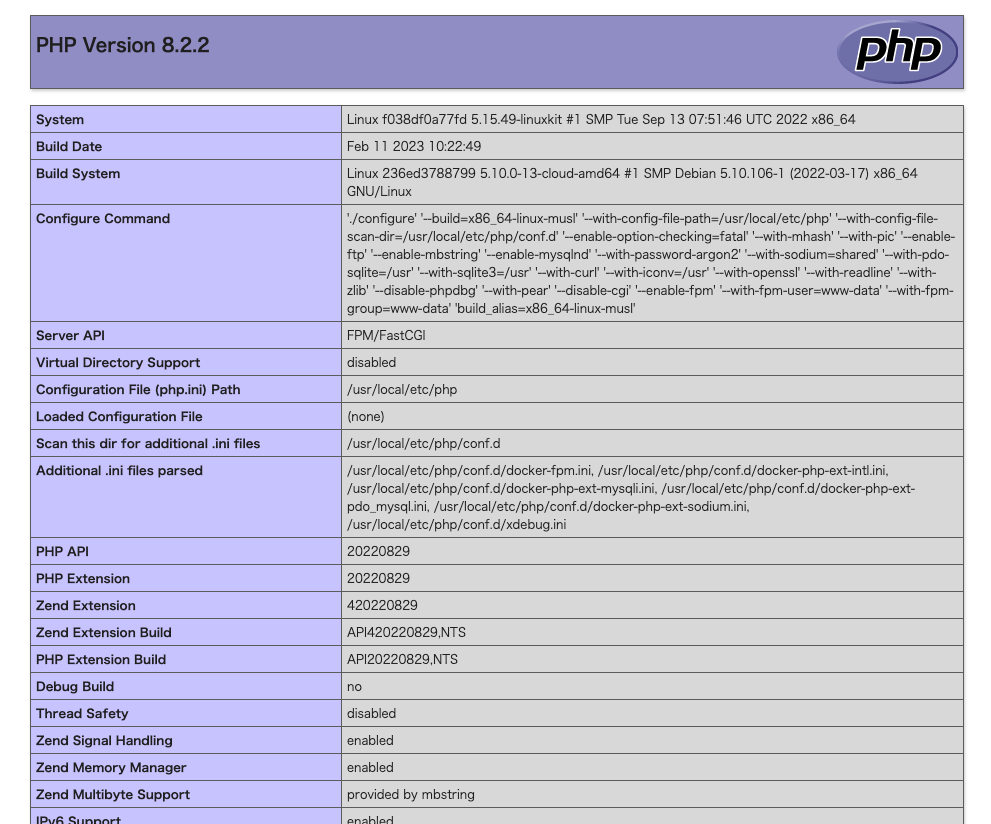 PHP Version 8.2.2
php
System Linux f038df0a77fd 5.15.49-linuxkit #1 SMP Tue Sep 13 07:51:46 UTC 2022 x86_64
Build Date Feb 11 2023 10:22:49
Build System Linux 236ed3788799 5.10.0-13-cloud-amd64 #1 SMP Debian 5.10.106-1 (2022-03-17) x86_64
GNU/Linux
Configure Command './configure' '--build=x86_64-linux-musl' '--with-config-file-path=/usr/local/etc/php' '--with-config-file-
scan-dir=/usr/local/etc/php/conf.d' '--enable-option-checking=fatal' '--with-mhash' '--with-pic' '--enable-
ftp' '--enable-mbstring' '--enable-mysqlnd' '--with-password-argon2' '--with-sodium=shared' '--with-pdo-
sqlite=/usr' '--with-sqlite3=/usr' '--with-curl' '--with-iconv=/usr' '--with-openssl' '--with-readline' '--with-
zlib' '--disable-phpdbg' '--with-pear' '--disable-cgi' '--enable-fpm' '--with-fpm-user=www-data' '--with-fpm-
group=www-data' 'build_alias=x86_64-linux-musl'
Server API FPM/FastCGI
Virtual Directory Support disabled
Configuration File (php.ini) Path /usr/local/etc/php
Loaded Configuration File (none)
Scan this dir for additional .ini files /usr/local/etc/php/conf.d
Additional .ini files parsed /usr/local/etc/php/conf.d/docker-fpm.ini, /usr/local/etc/php/conf.d/docker-php-ext-intl.ini,
/usr/local/etc/php/conf.d/docker-php-ext-mysqli.ini, /usr/local/etc/php/conf.d/docker-php-ext-
pdo_mysql.ini, /usr/local/etc/php/conf.d/docker-php-ext-sodium.ini,
/usr/local/etc/php/conf.d/xdebug.ini
PHP API 20220829
PHP Extension 20220829
Zend Extension 420220829
Zend Extension Build API420220829,NTS
PHP Extension Build API20220829,NTS
Debug Build no
Thread Safety disabled
Zend Signal Handling enabled
Zend Memory Manager enabled
Zend Multibyte Support provided by mbstring
IPv6 Support enabled